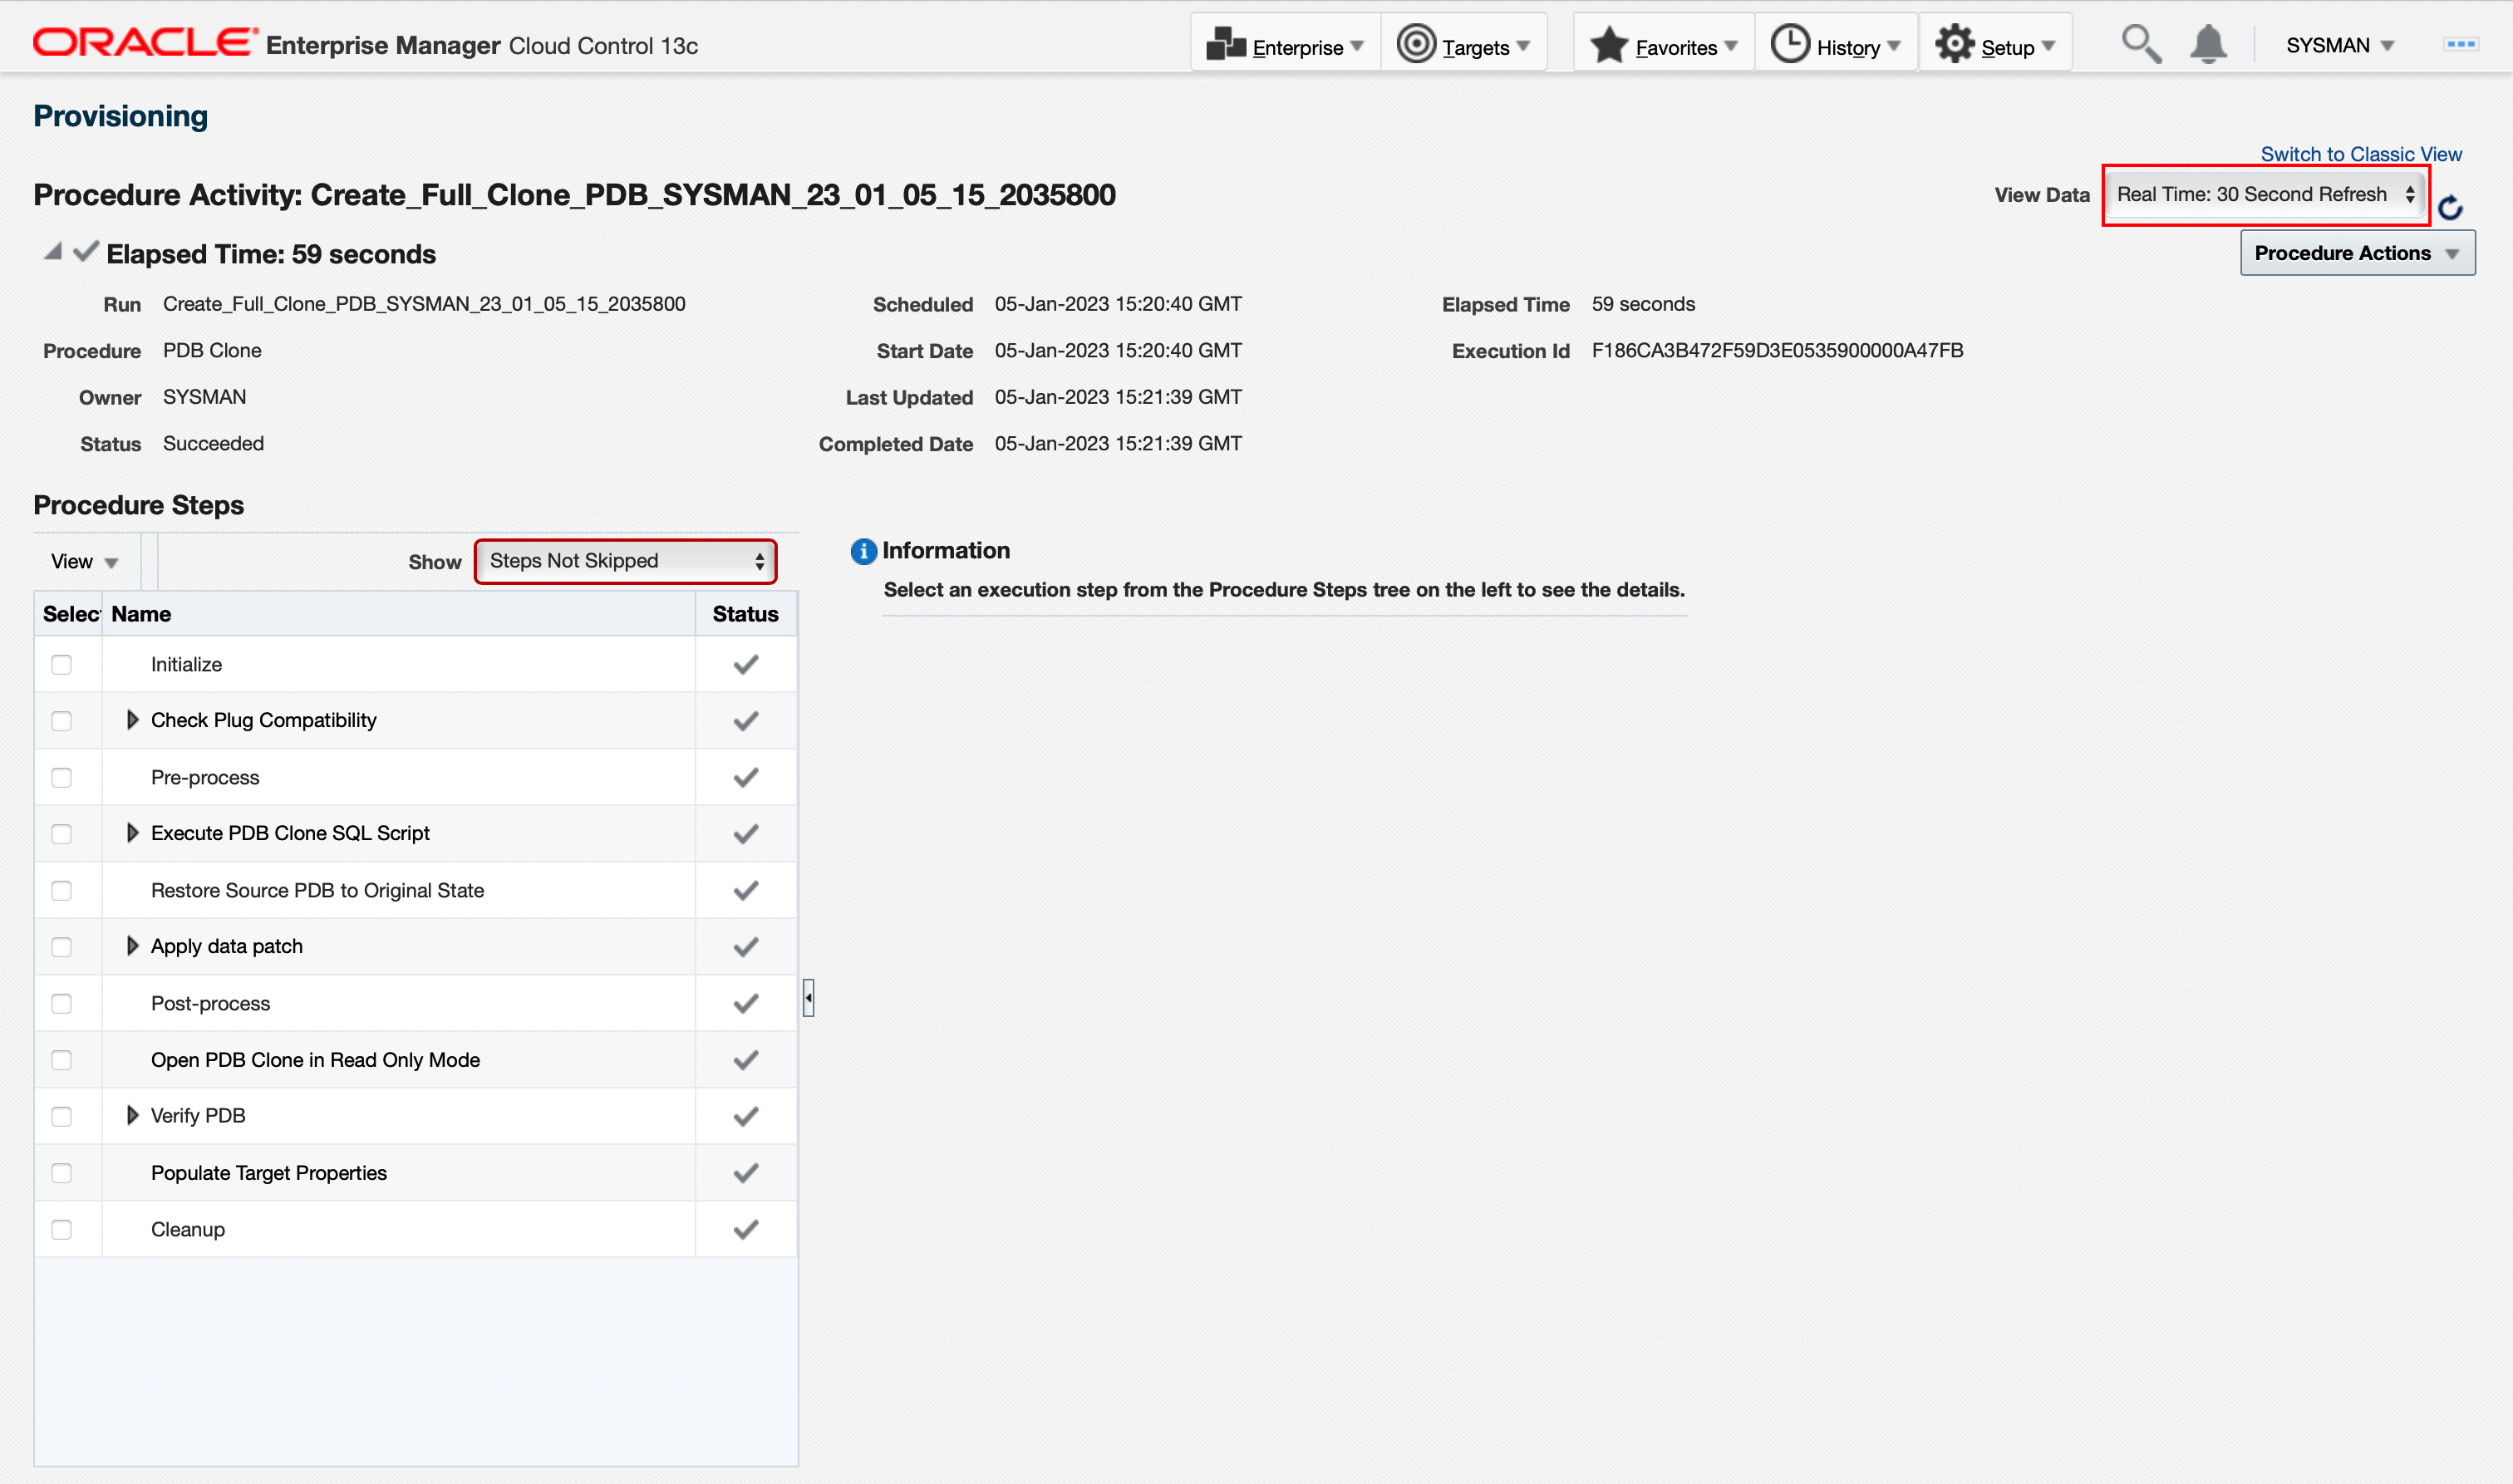 ORACLE Enterprise Manager Cloud Control 13c
Enterprise Targets Favorites History Setup SYSMAN
Provisioning
Switch to Classic View
Procedure Activity: Create_Full_Clone_PDB_SYSMAN_23_01_05_15_2035800
View Data Real Time: 30 Second Refresh
Elapsed Time: 59 seconds
Procedure Actions
Run Create_Full_Clone_PDB_SYSMAN_23_01_05_15_2035800 Scheduled 05-Jan-2023 15:20:40 GMT Elapsed Time 59 seconds
Procedure PDB Clone Start Date 05-Jan-2023 15:20:40 GMT Execution Id F186CA3B472F59D3E0535900000A47FB
Owner SYSMAN Last Updated 05-Jan-2023 15:21:39 GMT
Status Succeeded Completed Date 05-Jan-2023 15:21:39 GMT
Procedure Steps
View Show Steps Not Skipped
Selec Name Status
Initialize
Check Plug Compatibility
Pre-process
Execute PDB Clone SQL Script
Restore Source PDB to Original State
Apply data patch
Post-process
Open PDB Clone in Read Only Mode
Verify PDB
Populate Target Properties
Cleanup
Information
Select an execution step from the Procedure Steps tree on the left to see the details.